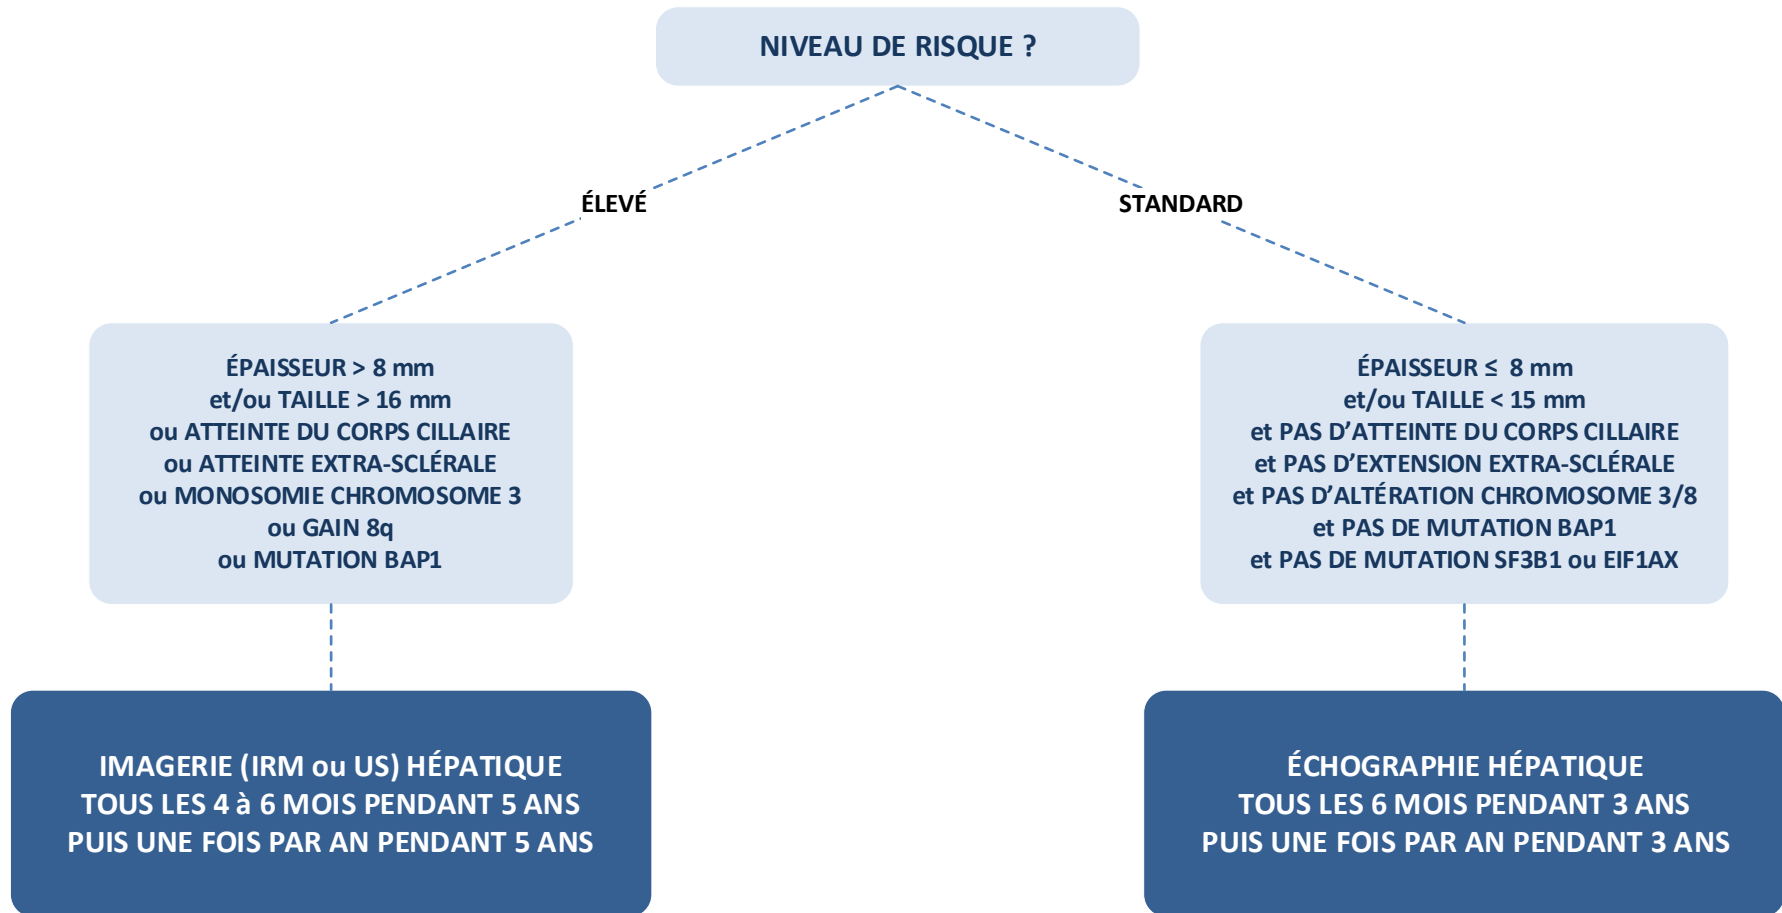 NIVEAU DE RISQUE ?
ÉLEVÉ
STANDARD
ÉPAISSEUR > 8 mm
et/ou TAILLE > 16 mm
ou ATTEINTE DU CORPS CILLAIRE
ou ATTEINTE EXTRA-SCLÉRALE
ou MONOSOMIE CHROMOSOME 3
ou GAIN 8q
ou MUTATION BAP1
ÉPAISSEUR ≤ 8 mm
et/ou TAILLE < 15 mm
et PAS D’ATTEINTE DU CORPS CILLAIRE
et PAS D’EXTENSION EXTRA-SCLÉRALE
et PAS D’ALTÉRATION CHROMOSOME 3/8
et PAS DE MUTATION BAP1
et PAS DE MUTATION SF3B1 ou EIF1AX
IMAGERIE (IRM ou US) HÉPATIQUE
TOUS LES 4 à 6 MOIS PENDANT 5 ANS
PUIS UNE FOIS PAR AN PENDANT 5 ANS
ÉCHOGRAPHIE HÉPATIQUE
TOUS LES 6 MOIS PENDANT 3 ANS
PUIS UNE FOIS PAR AN PENDANT 3 ANS